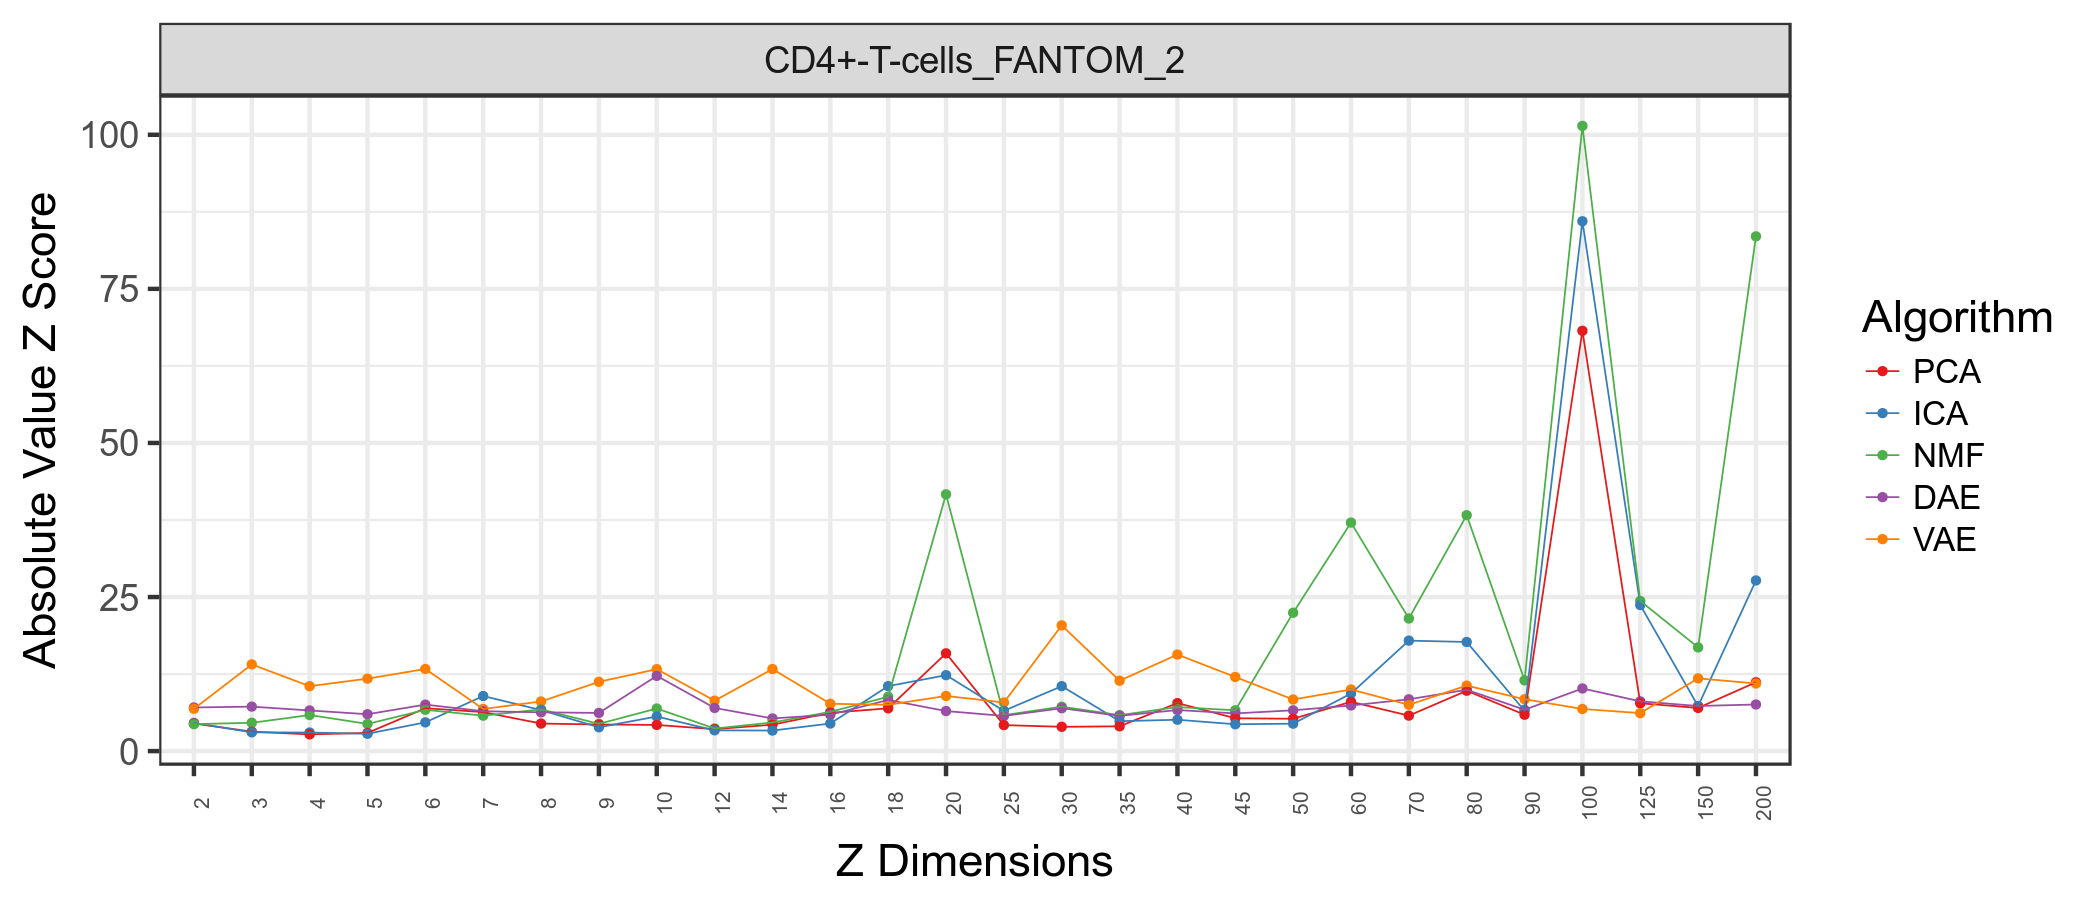 CD4+-T-cells_FANTOM_2
Absolute Value Z Score
100
75
50
25
0
2 3 4 5 6 7 8 9 10 12 14 16 18 20 25 30 35 40 45 50 60 70 80 90 100 125 150 200
Z Dimensions
Algorithm
PCA
ICA
NMF
DAE
VAE